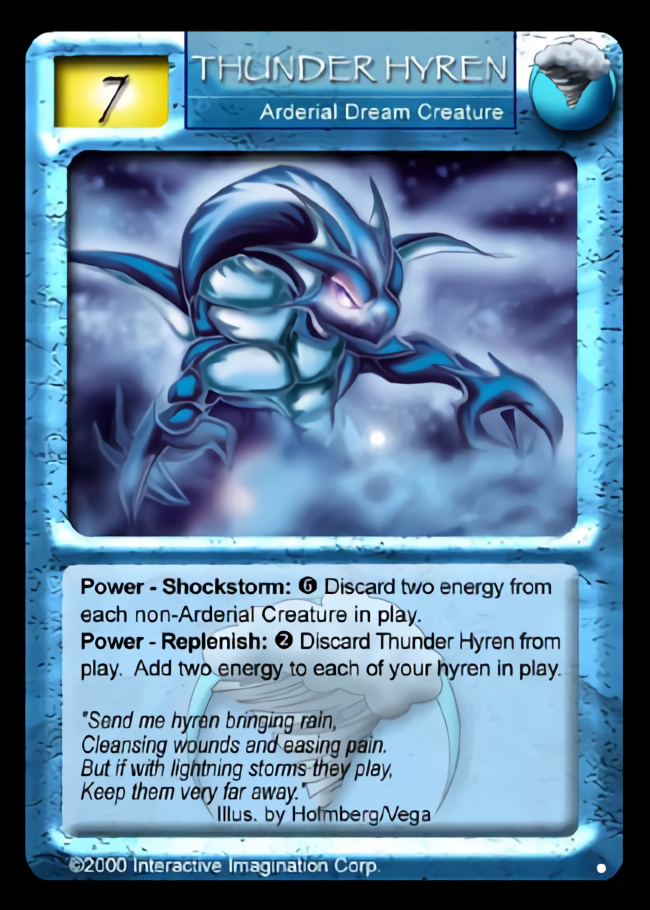 7
THUNDER HYREN
Arderial Dream Creature
Power - Shockstorm: ❻ Discard two energy from
each non-Arderial Creature in play.
Power - Replenish: ❷ Discard Thunder Hyren from
play. Add two energy to each of your hyren in play.
"Send me hyren bringing rain,
Cleansing wounds and easing pain.
But if with lightning storms they play,
Keep them very far away."
Illus. by Holmberg/Vega
©2000 Interactive Imagination Corp.